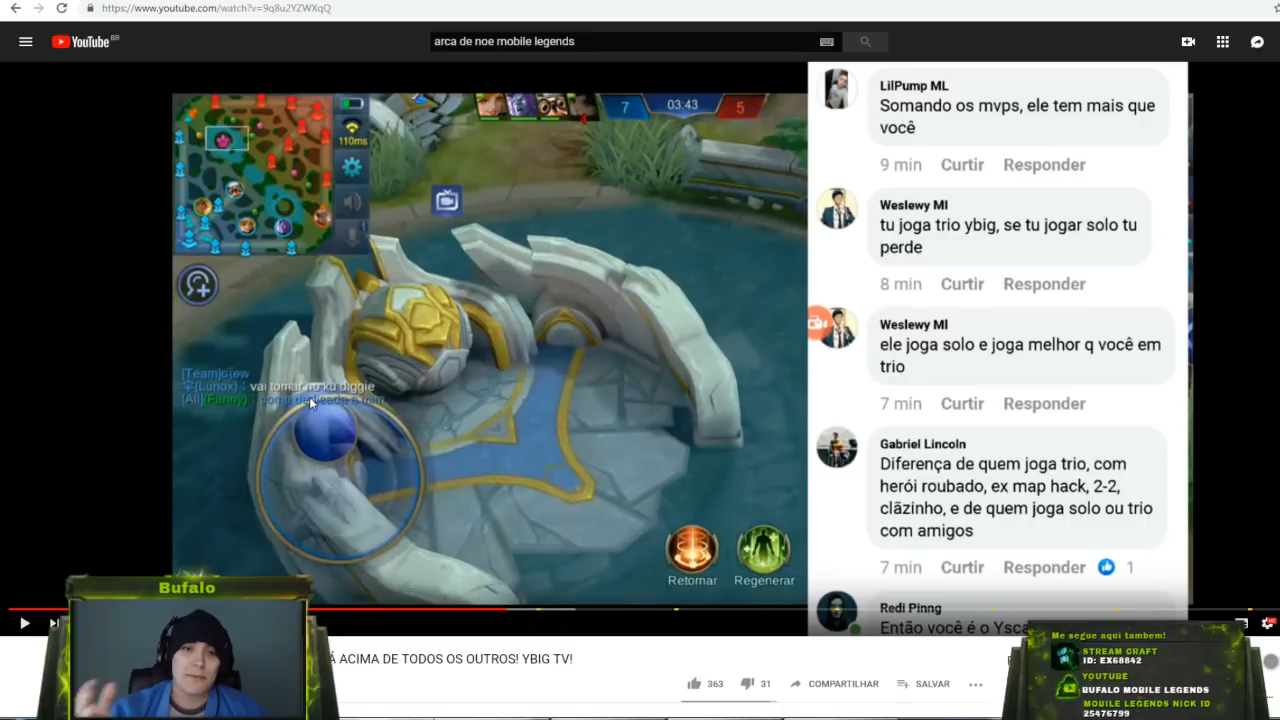 https://www.youtube.com/watch?v=9q8u2YZWXqQ
YouTube BR
arca de noe mobile legends
7 03:43 5
110ms
LilPump ML
Somando os mvps, ele tem mais que
você
9 min Curtir Responder
Weslewy Ml
tu joga trio ybig, se tu jogar solo tu
perde
8 min Curtir Responder
Weslewy Ml
ele joga solo e joga melhor q você em
trio
7 min Curtir Responder
Gabriel Lincoln
Diferença de quem joga trio, com
herói roubado, ex map hack, 2-2,
clãzinho, e de quem joga solo ou trio
com amigos
7 min Curtir Responder 1
Redi Pinng
Então você é o
(Lunox): vai tomar no ku diggie
[All](Fanny):
Retornar Regenerar
Bufalo
Á ACIMA DE TODOS OS OUTROS! YBIG TV!
363 31 COMPARTILHAR SALVAR
Me segue aqui tambem!
STREAM CRAFT
ID: EX68842
YOUTUBE
BUFALO MOBILE LEGENDS
MOBILE LEGENDS NICK ID
25476799